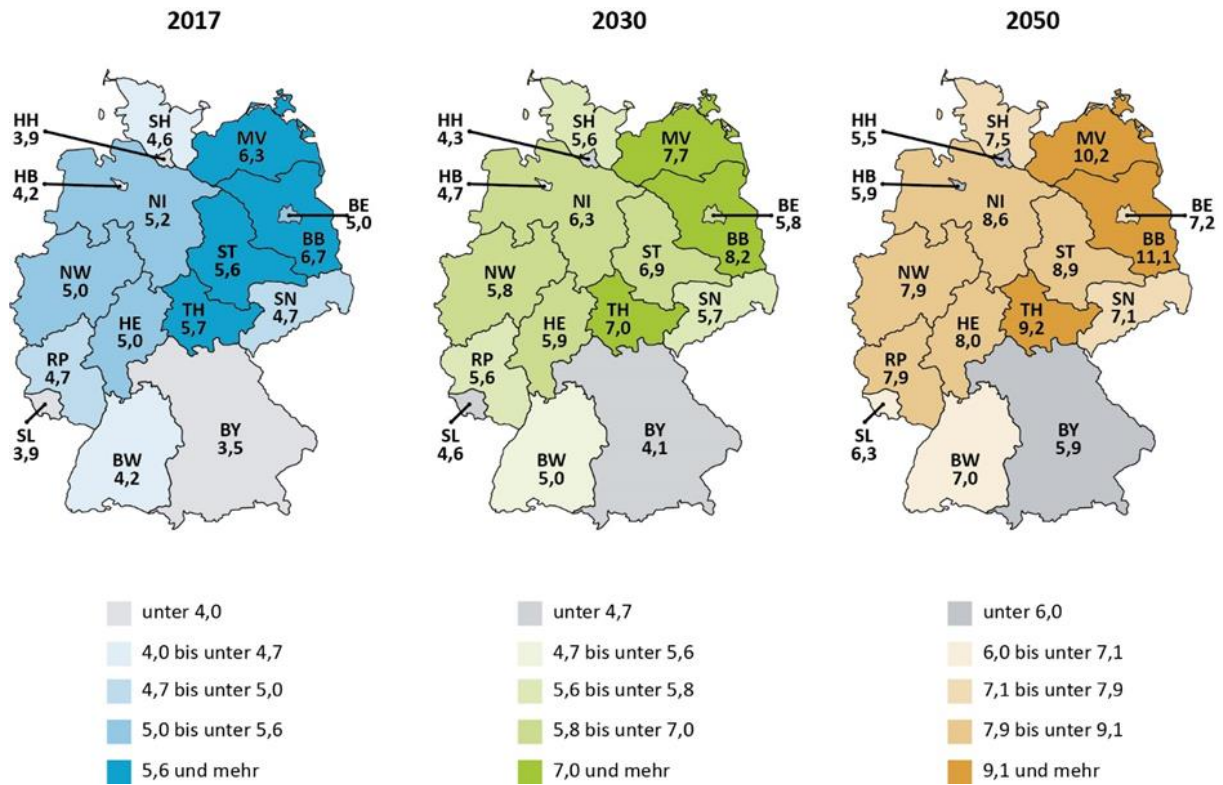 2017
HH
3,9
SH
4,6
MV
6,3
HB
4,2
NI
5,2
BE
5,0
ST
5,6
BB
6,7
NW
5,0
HE
5,0
TH
5,7
SN
4,7
RP
4,7
SL
3,9
BW
4,2
BY
3,5
unter 4,0
4,0 bis unter 4,7
4,7 bis unter 5,0
5,0 bis unter 5,6
5,6 und mehr
2030
HH
4,3
SH
5,6
MV
7,7
HB
4,7
NI
6,3
BE
5,8
ST
6,9
BB
8,2
NW
5,8
HE
5,9
TH
7,0
SN
5,7
RP
5,6
SL
4,6
BW
5,0
BY
4,1
unter 4,7
4,7 bis unter 5,6
5,6 bis unter 5,8
5,8 bis unter 7,0
7,0 und mehr
2050
HH
5,5
SH
7,5
MV
10,2
HB
5,9
NI
8,6
BE
7,2
ST
8,9
BB
11,1
NW
7,9
HE
8,0
TH
9,2
SN
7,1
RP
7,9
SL
6,3
BW
7,0
BY
5,9
unter 6,0
6,0 bis unter 7,1
7,1 bis unter 7,9
7,9 bis unter 9,1
9,1 und mehr